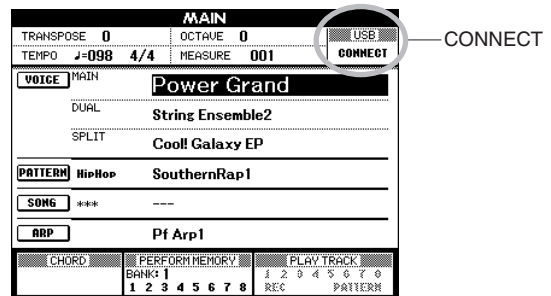 MAIN
TRANSPOSE 0 OCTAVE 0 USB
TEMPO ♩=098 4/4 MEASURE 001 CONNECT
CONNECT
VOICE MAIN Power Grand
DUAL String Ensemble2
SPLIT Cool! Galaxy EP
PATTERN HipHop SouthernRap1
SONG *** ---
ARP Pf Arp1
CHORD PERFORM MEMORY PLAY TRACK
BANK: 1 1 2 3 4 5 6 7 8
1 2 3 4 5 6 7 8 REC PATTERN